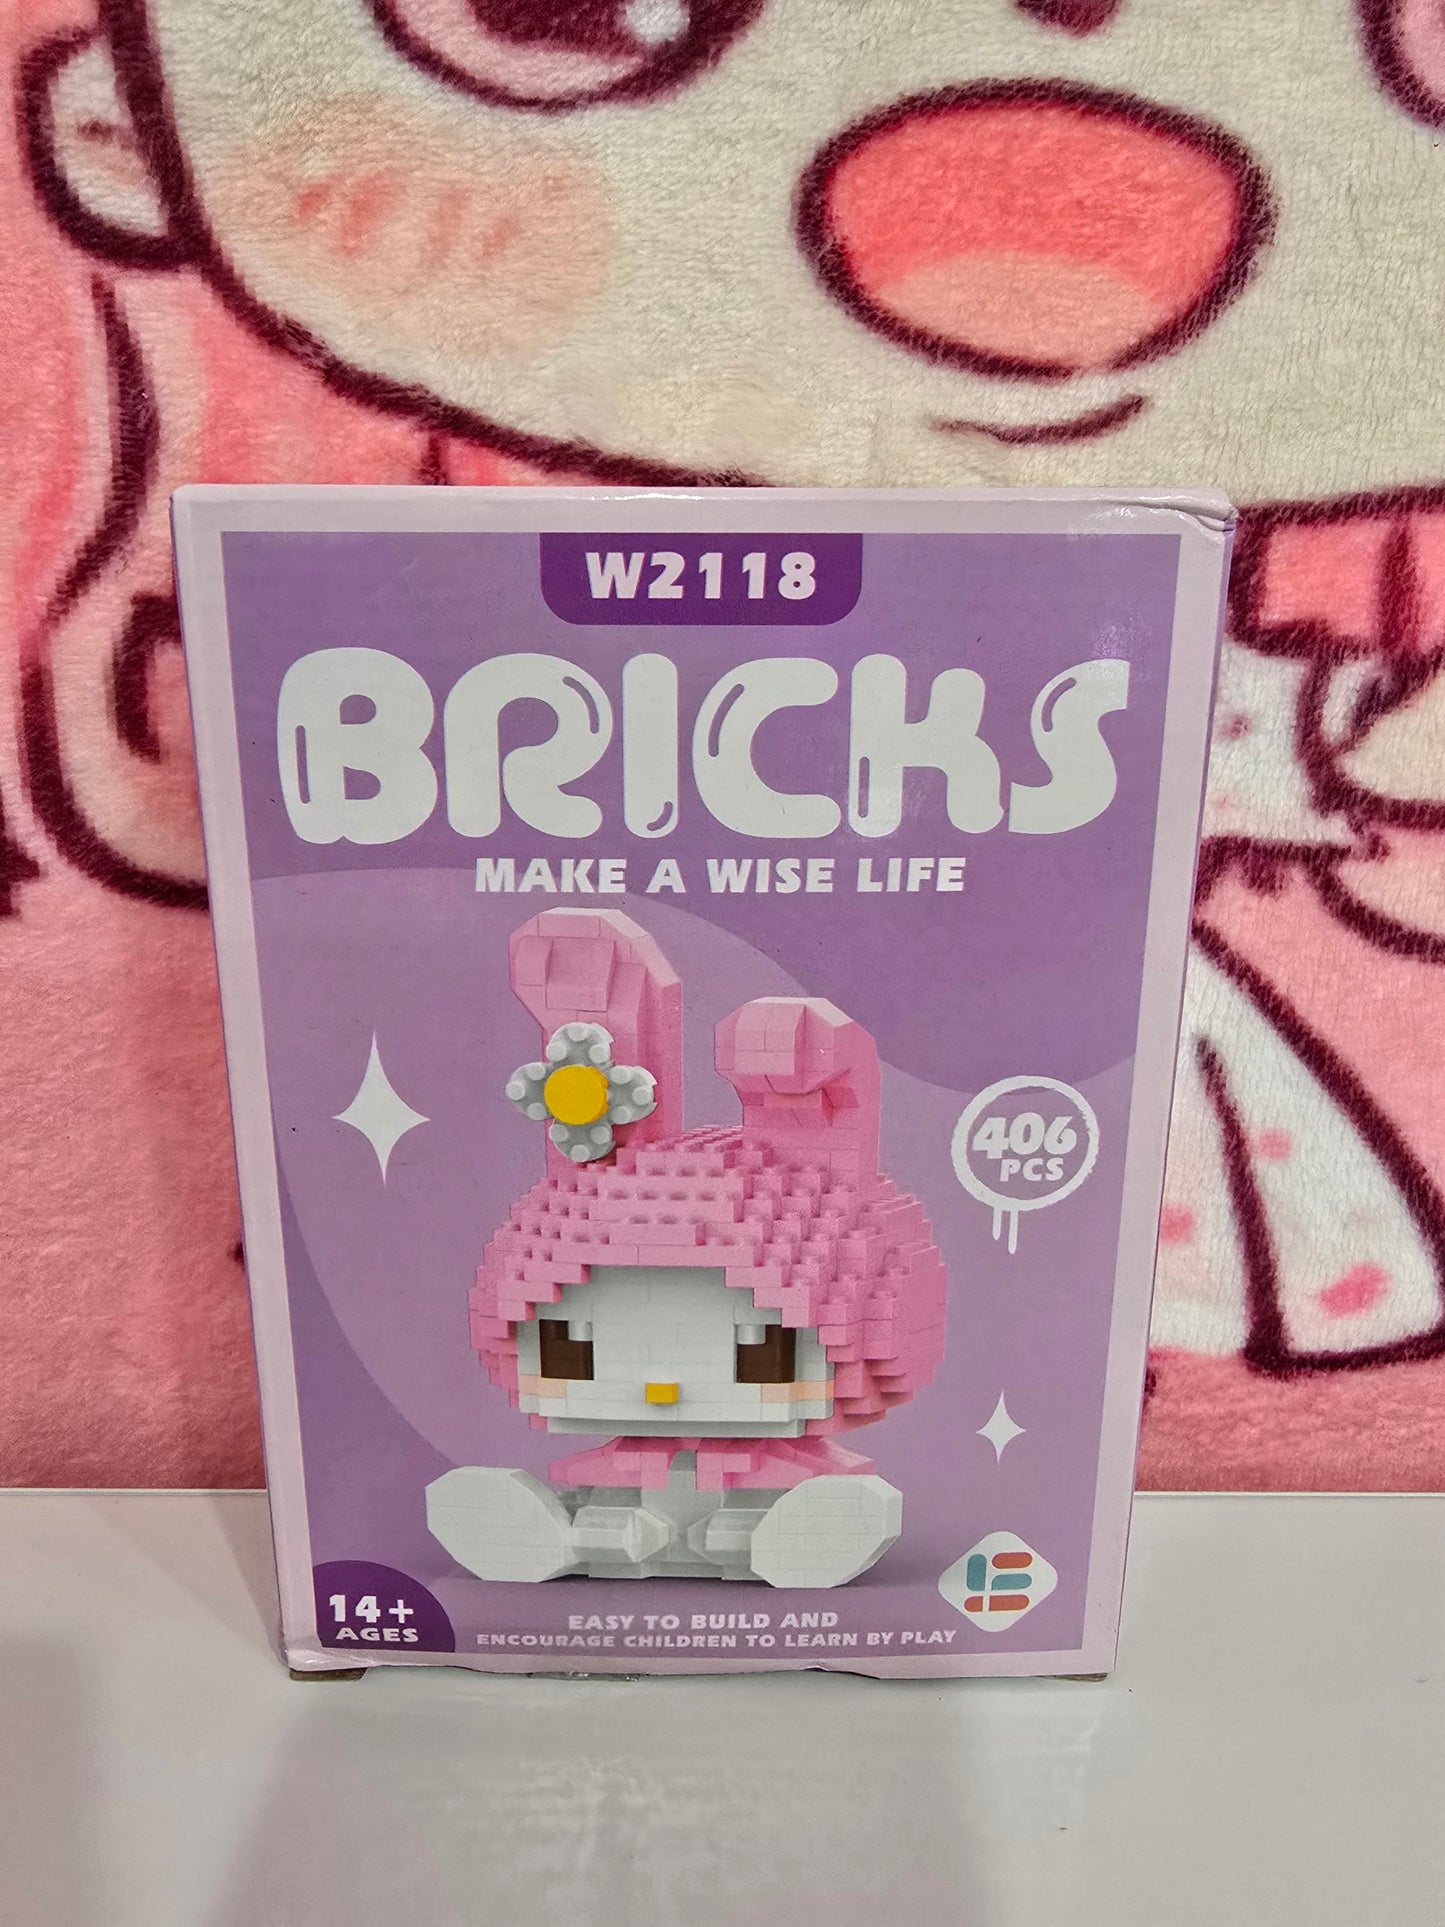 W2118
BRICKS
MAKE A WISE LIFE
406
PCS
14+
AGES
EASY TO BUILD AND
ENCOURAGE CHILDREN TO LEARN BY PLAY